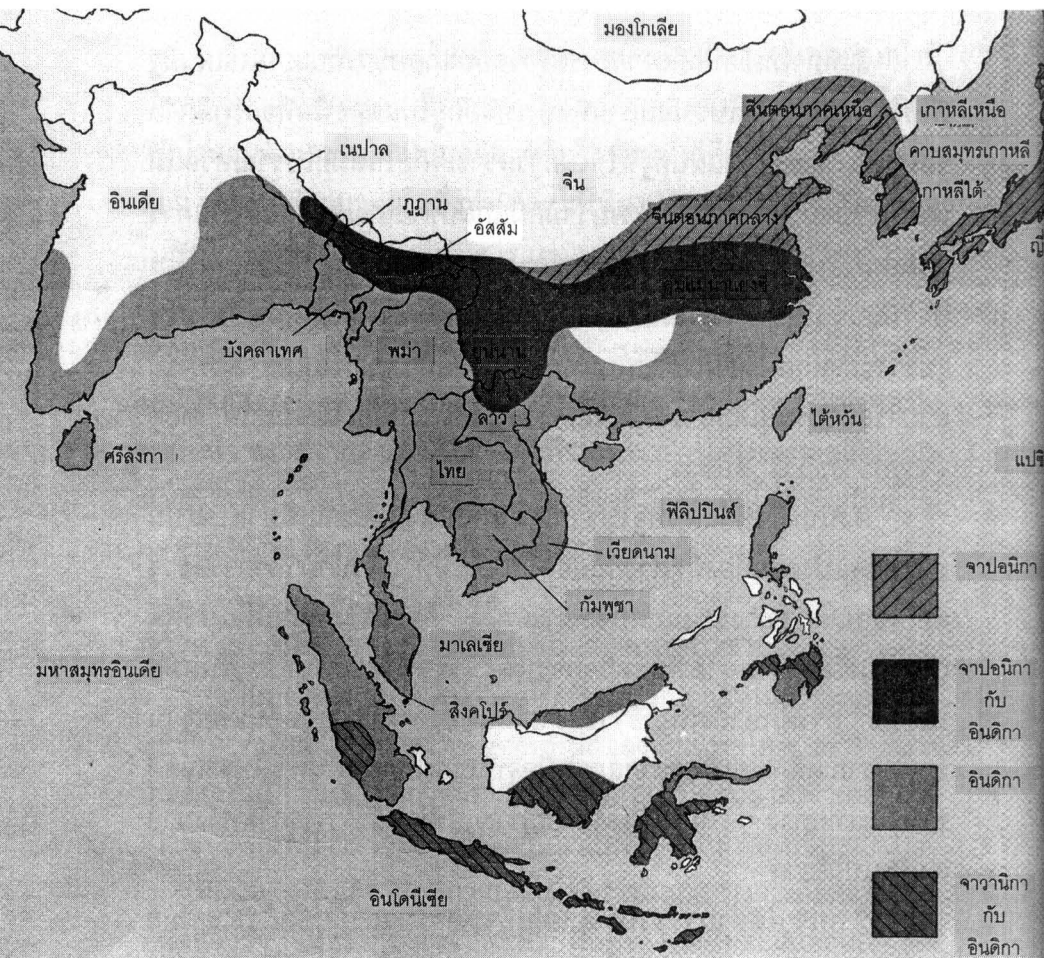 มองโกเลีย
จีนตอนภาคเหนือ
เกาหลีเหนือ
คาบสมุทรเกาหลี
เกาหลีใต้
เนปาล
จีน
อินเดีย
ภูฏาน
อัสสัม
จีนตอนภาคกลาง
ลุ่มแม่น้ำแยงซี
บังคลาเทศ
พม่า
ยูนนาน
ลาว
ไต้หวัน
ศรีลังกา
ไทย
ฟิลิปปินส์
เวียดนาม
กัมพูชา
มาเลเซีย
มหาสมุทรอินเดีย
สิงคโปร์
อินโดนีเซีย
จาปอนิกา
จาปอนิกา
กับ
อินดิกา
อินดิกา
จาวานิกา
กับ
อินดิกา